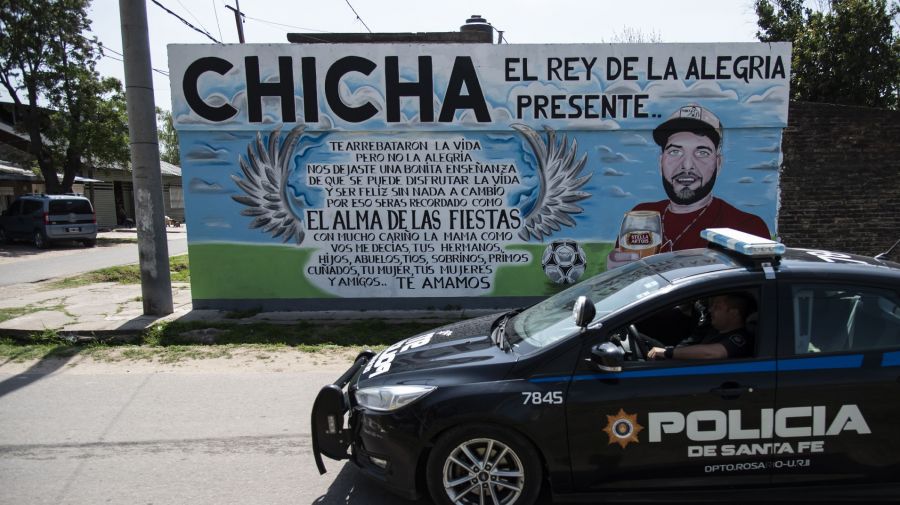 CHICHA EL REY DE LA ALEGRIA
PRESENTE..
TE ARREBATARON LA VIDA
PERO NO LA ALEGRIA
NOS DEJASTE UNA BONITA ENSEÑANZA
DE QUE SE PUEDE DISFRUTAR LA VIDA
Y SER FELIZ SIN NADA A CAMBIO
POR ESO SERAS RECORDADO COMO
EL ALMA DE LAS FIESTAS
CON MUCHO CARIÑO LA MAMA COMO
VOS ME DECÍAS, TUS HERMANOS,
HIJOS, ABUELOS, TIOS, SOBRINOS, PRIMOS
CUÑADOS, TU MUJER, TUS MUJERES
Y AMIGOS.. TE AMAMOS
STELLA
ARTOIS
7845
POLICIA
DE SANTA FE
DPTO.ROSARIO-U.R.II